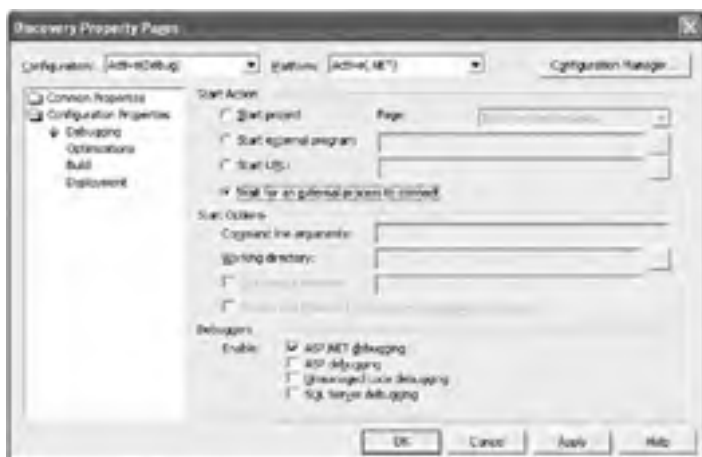 Discovery Property Pages
Configuration: Active(Debug) Platform: Active(.NET) Configuration Manager...
Common Properties
Configuration Properties
Debugging
Optimizations
Build
Deployment
Start Action
Start project Page:
Start external program:
Start URL:
Wait for an external process to connect
Start Options
Command line arguments:
Working directory:
Debuggers
Enable: ASP.NET debugging
ASP debugging
Unmanaged code debugging
SQL Server debugging
OK Cancel Apply Help